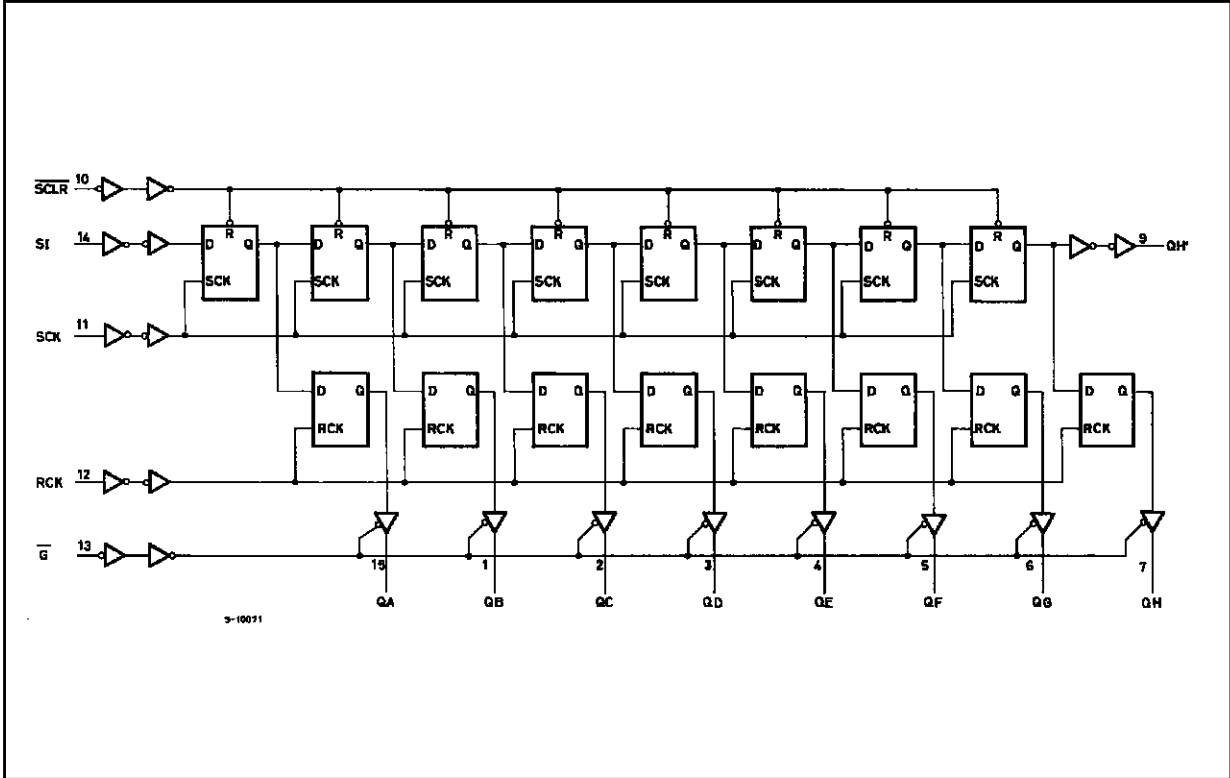 SCLR 10
R R R R R R R R
SI 14 D Q D Q D Q D Q D Q D Q D Q D Q 9 QH'
SCK SCK SCK SCK SCK SCK SCK SCK
SCK 11
D Q D Q D Q D Q D Q D Q D Q D Q
RCK RCK RCK RCK RCK RCK RCK RCK
RCK 12
G 13
15 1 2 3 4 5 6 7
QA QB QC QD QE QF QG QH
S-10071